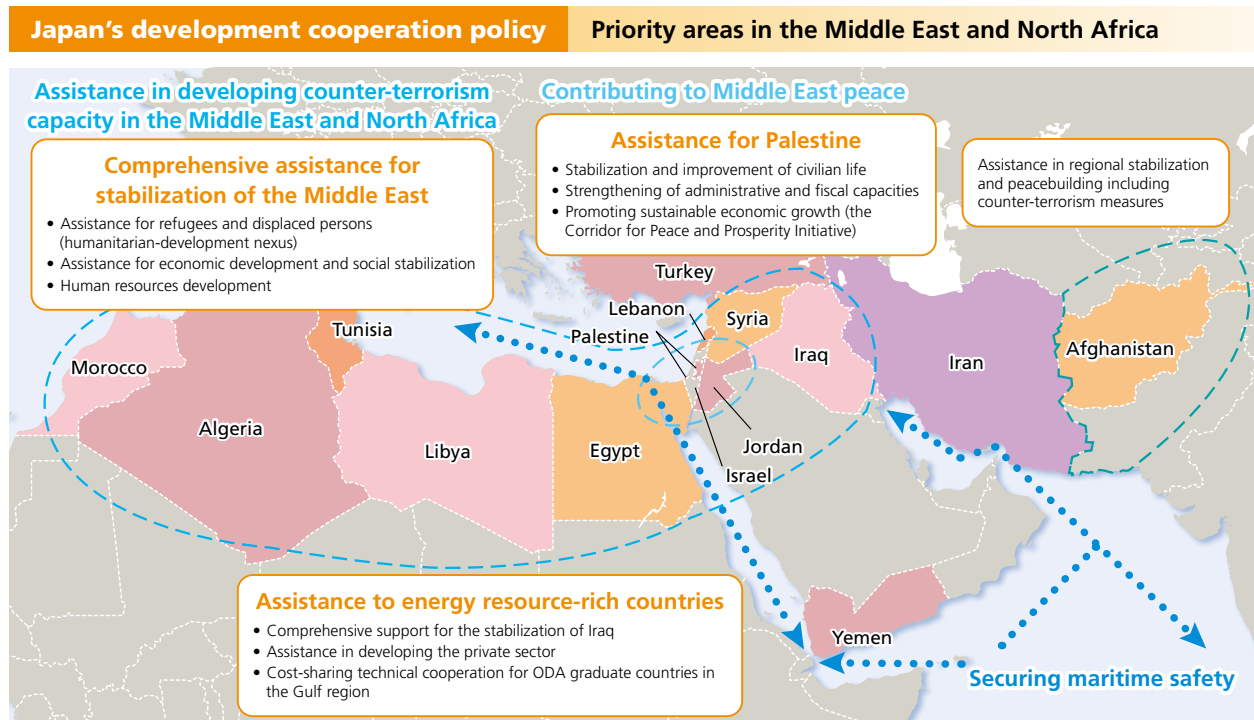 Japan's development cooperation policy
Priority areas in the Middle East and North Africa
Assistance in developing counter-terrorism
capacity in the Middle East and North Africa
Comprehensive assistance for
stabilization of the Middle East
• Assistance for refugees and displaced persons
(humanitarian-development nexus)
• Assistance for economic development and social stabilization
• Human resources development
Contributing to Middle East peace
Assistance for Palestine
• Stabilization and improvement of civilian life
• Strengthening of administrative and fiscal capacities
• Promoting sustainable economic growth (the
Corridor for Peace and Prosperity Initiative)
Assistance in regional stabilization
and peacebuilding including
counter-terrorism measures
Turkey
Lebanon
Syria
Tunisia
Palestine
Iraq
Iran
Afghanistan
Morocco
Algeria
Libya
Egypt
Jordan
Israel
Assistance to energy resource-rich countries
• Comprehensive support for the stabilization of Iraq
• Assistance in developing the private sector
• Cost-sharing technical cooperation for ODA graduate countries in
the Gulf region
Yemen
Securing maritime safety